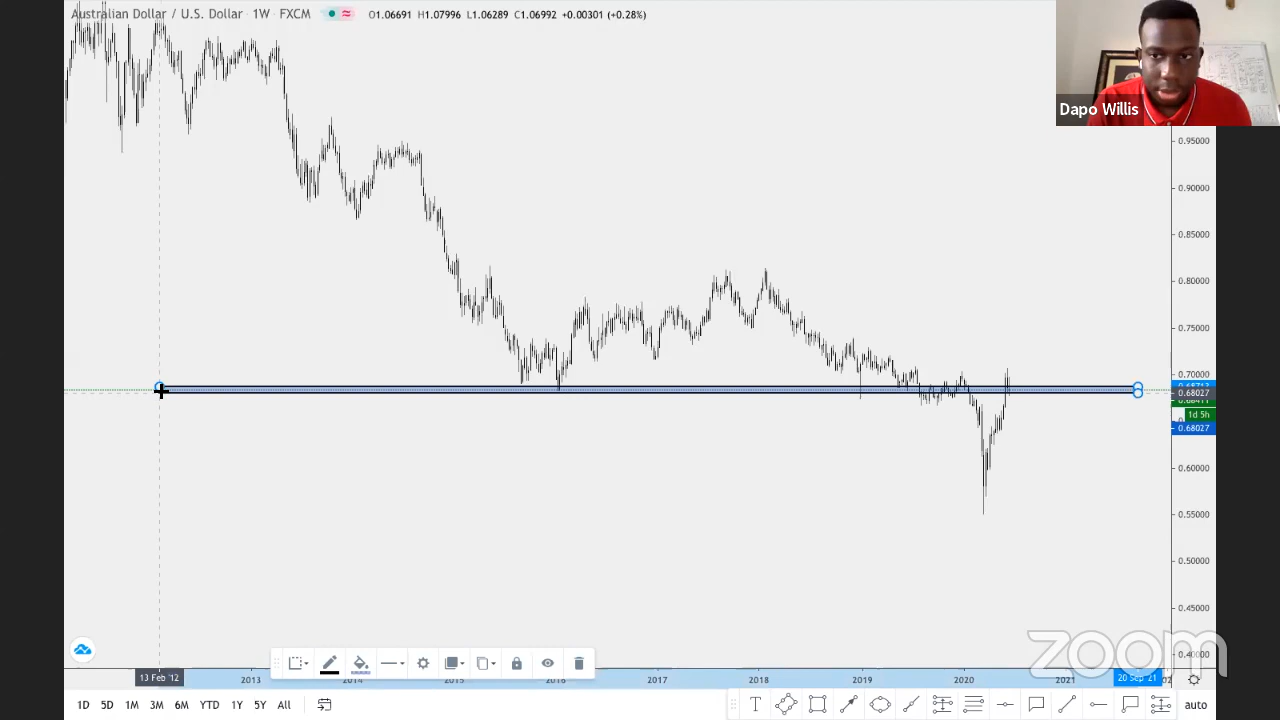 Australian Dollar / U.S. Dollar · 1W · FXCM
O1.06691 H1.07996 L1.06289 C1.06992 +0.00301 (+0.28%)
Dapo Willis
0.95000
0.90000
0.85000
0.80000
0.75000
0.70000
0.68027
1d 5h
0.68027
0.60000
0.55000
0.50000
0.45000
0.40000
zoom
13 Feb '12
2013
2014
2015
2016
2017
2018
2019
2020
2021
20 Sep '21
1D 5D 1M 3M 6M YTD 1Y 5Y All
T
auto